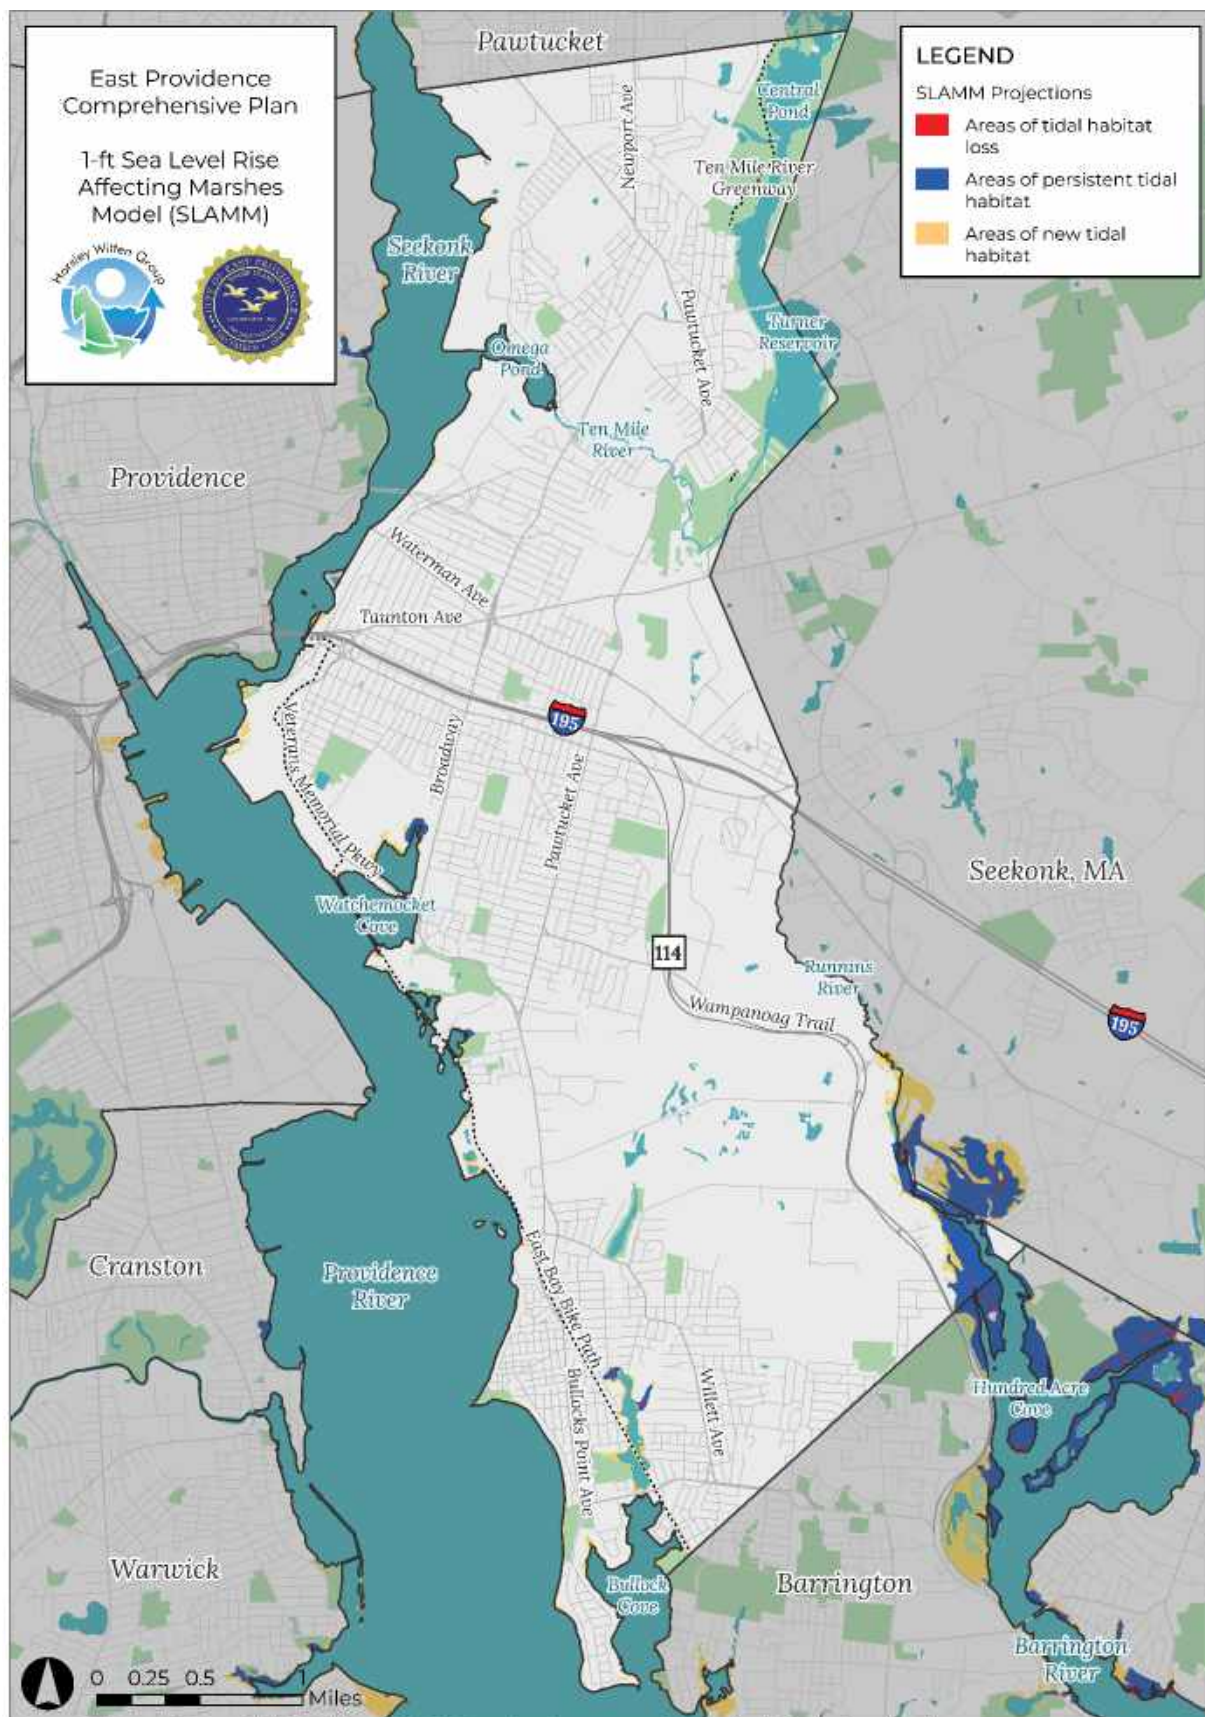 East Providence
Comprehensive Plan
1-ft Sea Level Rise
Affecting Marshes
Model (SLAMM)
Horsley Witten Group
LEGEND
SLAMM Projections
Areas of tidal habitat
loss
Areas of persistent tidal
habitat
Areas of new tidal
habitat
Pawtucket
Central
Pond
Newport Ave
Ten Mile River
Greenway
Seekonk
River
Pawtucket Ave
Turner
Reservoir
Omega
Pond
Ten Mile
River
Providence
Waterman Ave
Taunton Ave
195
Veterans Memorial Pkwy
Broadway
Pawtucket Ave
Seekonk, MA
Watchemocket
Cove
114
Runnins
River
Wampanoag Trail
195
Cranston
Providence
River
East Bay Bike Path
Bullocks Point Ave
Willett Ave
Hundred Acre
Cove
Warwick
Bullock
Cove
Barrington
Barrington
River
0 0.25 0.5 1
Miles